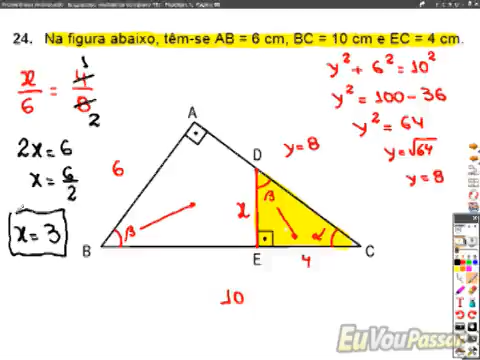 24. Na figura abaixo, têm-se AB = 6 cm, BC = 10 cm e EC = 4 cm.
x/6 = 4/8
1
2
2x = 6
x = 6/2
x = 3
y² + 6² = 10²
y² = 100 - 36
y² = 64
y = √64
y = 8
A
D
y = 8
6
β
x
β
α
B
E
4
C
10
EuVouPassar